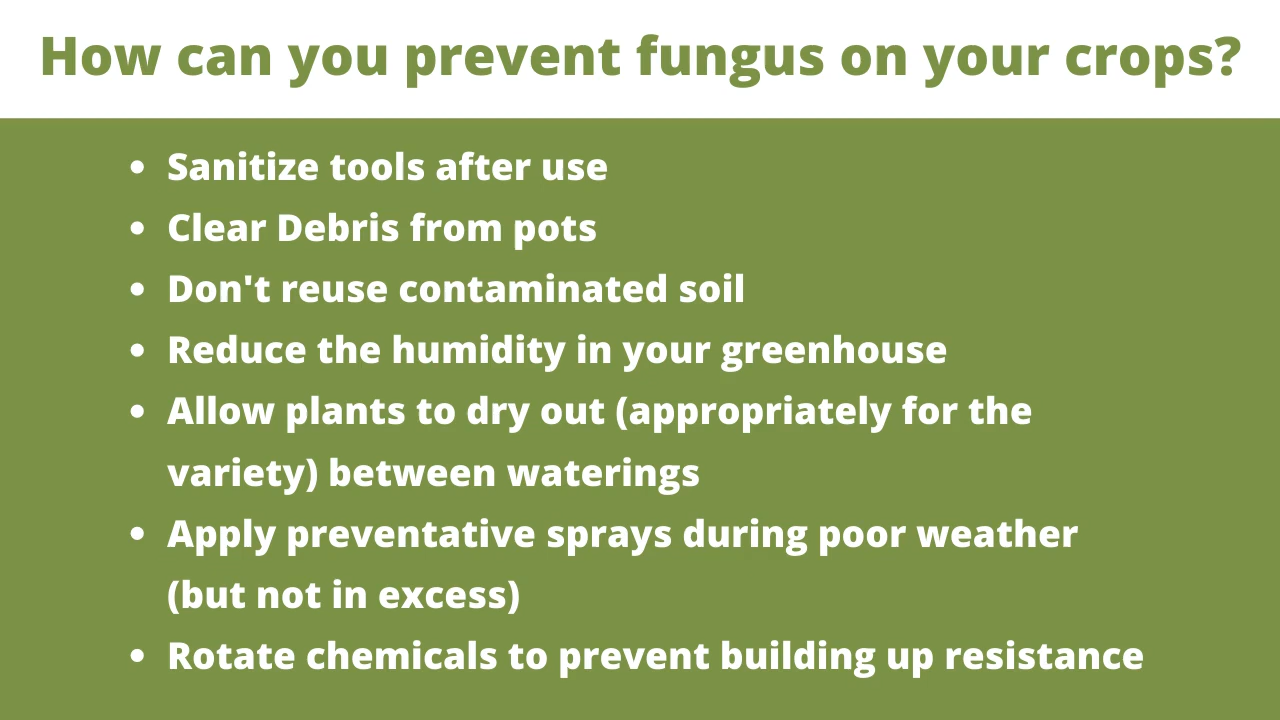 How can you prevent fungus on your crops?
• Sanitize tools after use
• Clear Debris from pots
• Don't reuse contaminated soil
• Reduce the humidity in your greenhouse
• Allow plants to dry out (appropriately for the
variety) between waterings
• Apply preventative sprays during poor weather
(but not in excess)
• Rotate chemicals to prevent building up resistance